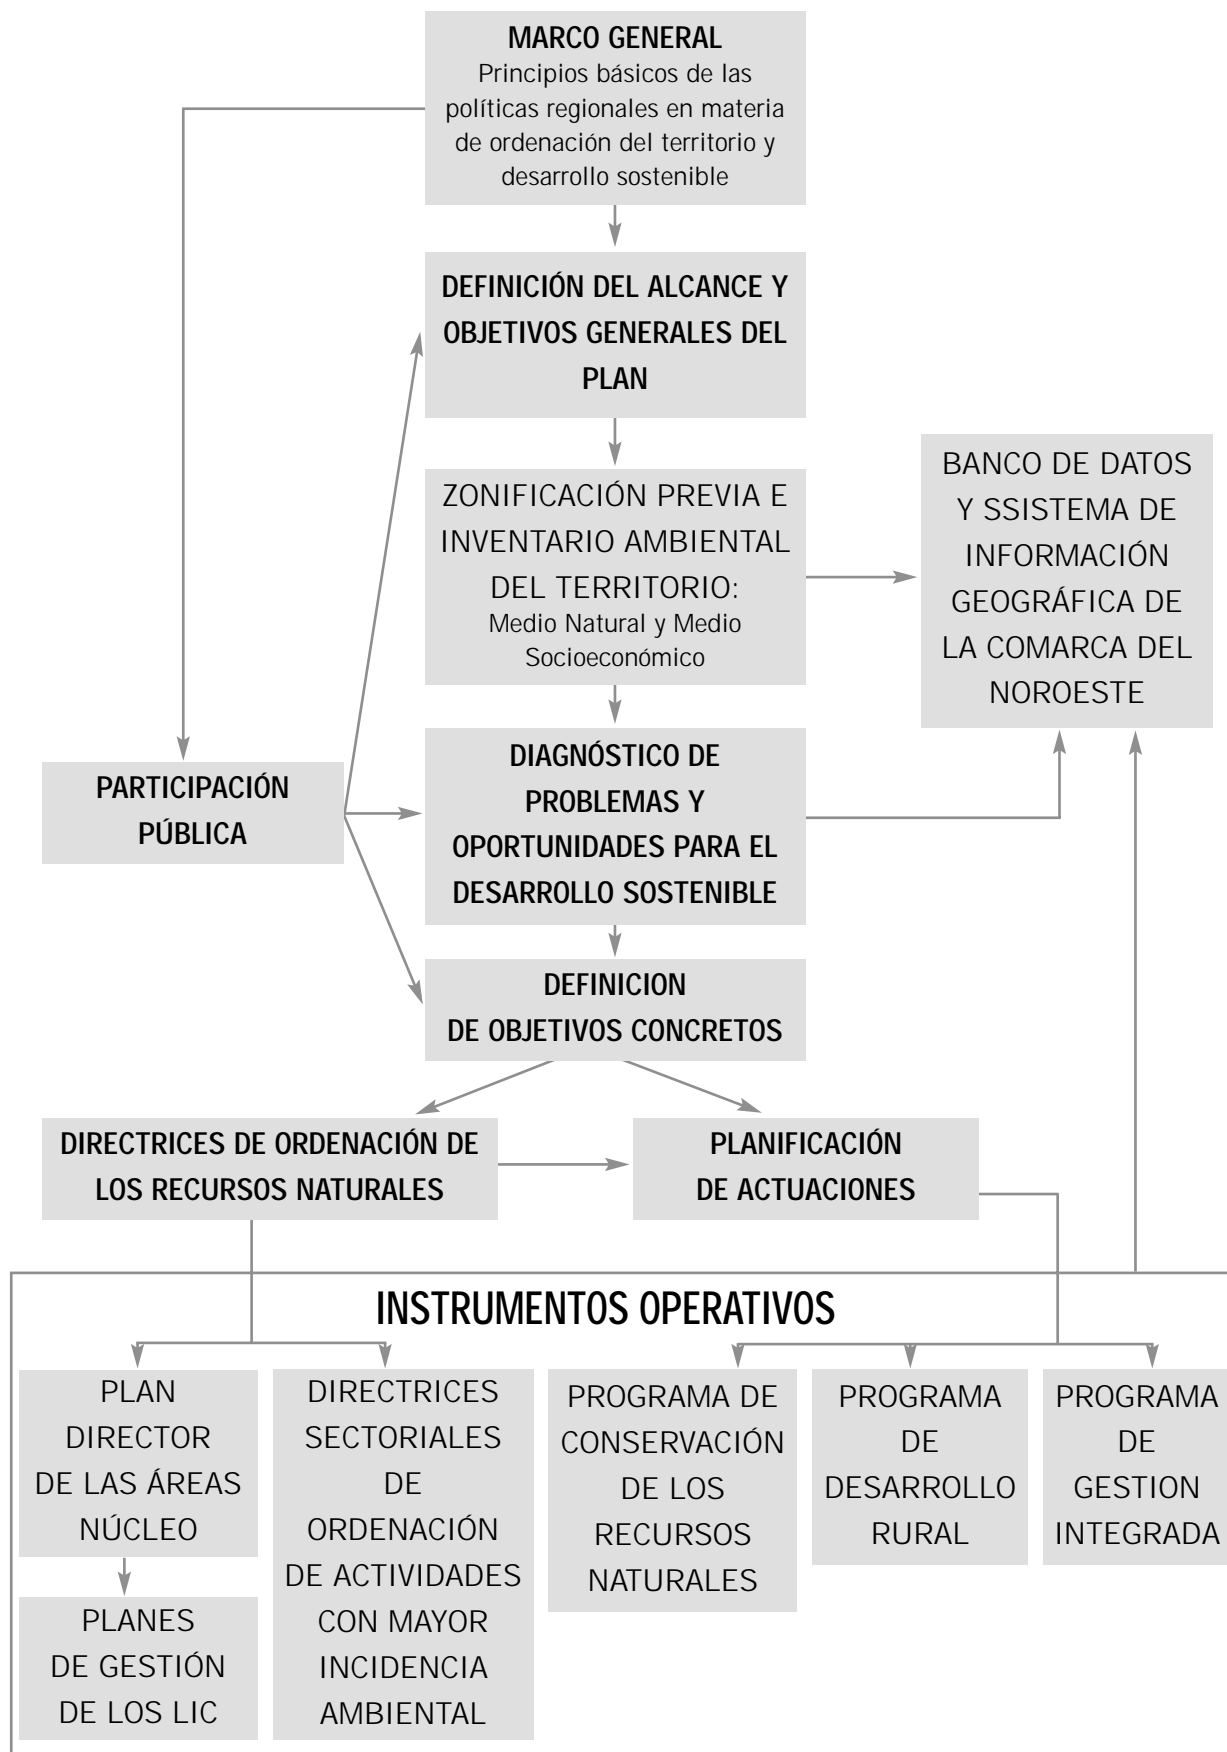 MARCO GENERAL
Principios básicos de las
políticas regionales en materia
de ordenación del territorio y
desarrollo sostenible
DEFINICIÓN DEL ALCANCE Y
OBJETIVOS GENERALES DEL
PLAN
ZONIFICACIÓN PREVIA E
INVENTARIO AMBIENTAL
DEL TERRITORIO:
Medio Natural y Medio
Socioeconómico
BANCO DE DATOS
Y SSISTEMA DE
INFORMACIÓN
GEOGRÁFICA DE
LA COMARCA DEL
NOROESTE
PARTICIPACIÓN
PÚBLICA
DIAGNÓSTICO DE
PROBLEMAS Y
OPORTUNIDADES PARA EL
DESARROLLO SOSTENIBLE
DEFINICION
DE OBJETIVOS CONCRETOS
DIRECTRICES DE ORDENACIÓN DE
LOS RECURSOS NATURALES
PLANIFICACIÓN
DE ACTUACIONES
INSTRUMENTOS OPERATIVOS
PLAN
DIRECTOR
DE LAS ÁREAS
NÚCLEO
PLANES
DE GESTIÓN
DE LOS LIC
DIRECTRICES
SECTORIALES
DE
ORDENACIÓN
DE ACTIVIDADES
CON MAYOR
INCIDENCIA
AMBIENTAL
PROGRAMA DE
CONSERVACIÓN
DE LOS
RECURSOS
NATURALES
PROGRAMA
DE
DESARROLLO
RURAL
PROGRAMA
DE
GESTION
INTEGRADA